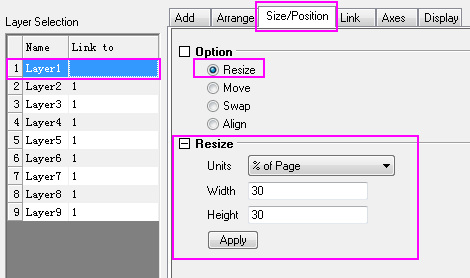 Layer Selection
Name Link to
1 Layer1
2 Layer2 1
3 Layer3 1
4 Layer4 1
5 Layer5 1
6 Layer6 1
7 Layer7 1
8 Layer8 1
9 Layer9 1
Add Arrange Size/Position Link Axes Display
Option
Resize
Move
Swap
Align
Resize
Units % of Page
Width 30
Height 30
Apply